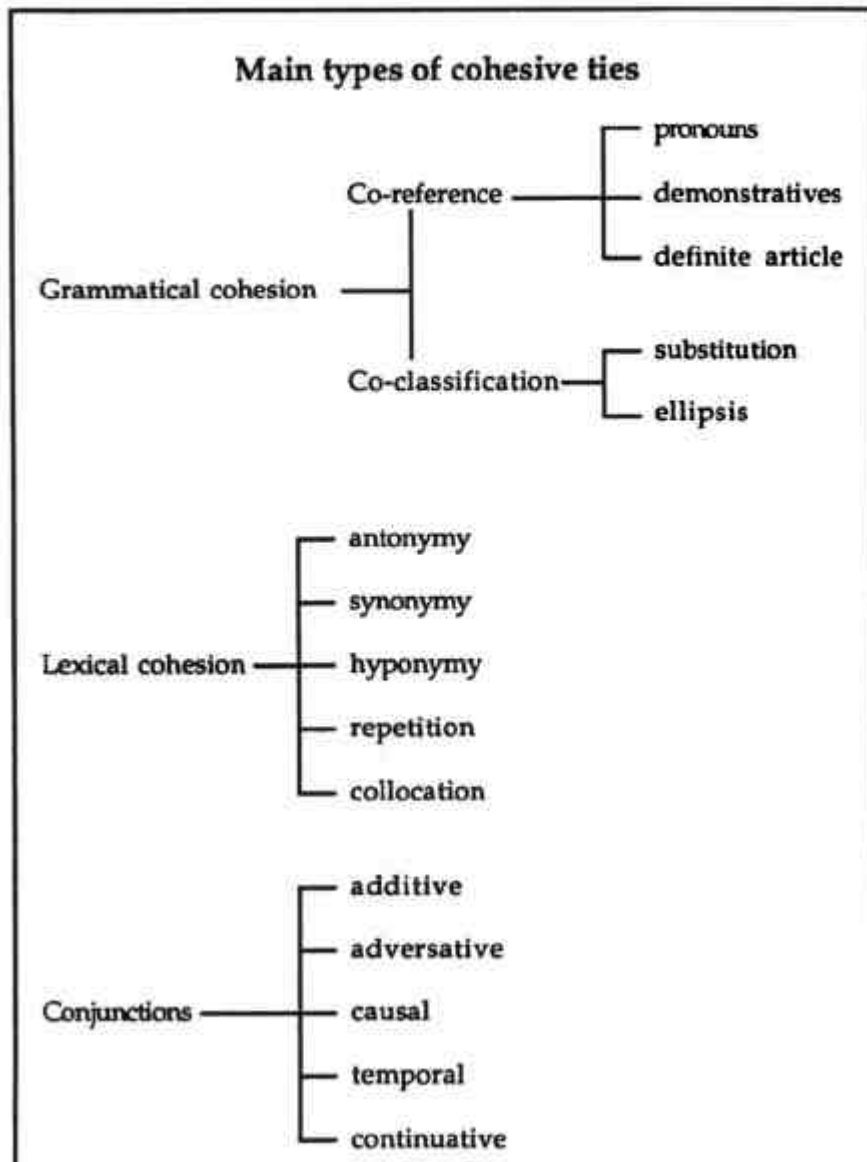 Main types of cohesive ties
pronouns
Co-reference
demonstratives
definite article
Grammatical cohesion
substitution
Co-classification
ellipsis
antonymy
synonymy
Lexical cohesion
hyponymy
repetition
collocation
additive
adversative
Conjunctions
causal
temporal
continuative